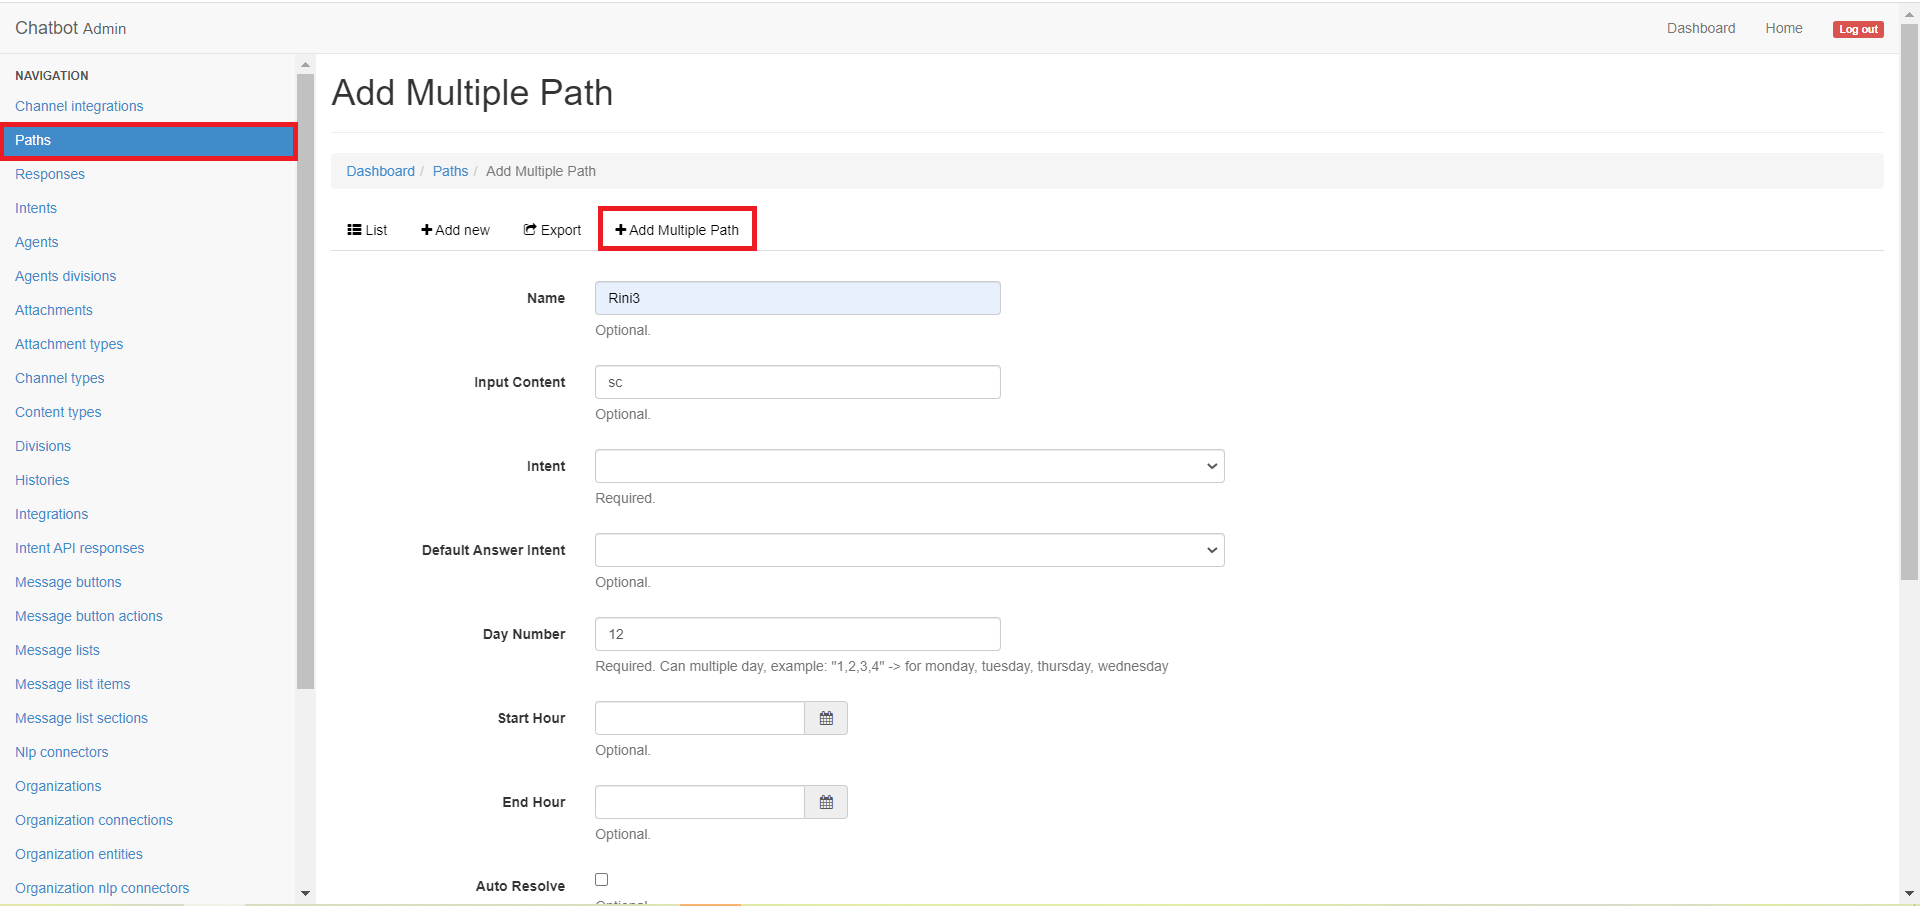 Chatbot Admin
Dashboard Home Log out
NAVIGATION
Channel integrations
Paths
Responses
Intents
Agents
Agents divisions
Attachments
Attachment types
Channel types
Content types
Divisions
Histories
Integrations
Intent API responses
Message buttons
Message button actions
Message lists
Message list items
Message list sections
Nlp connectors
Organizations
Organization connections
Organization entities
Organization nlp connectors
Add Multiple Path
Dashboard / Paths / Add Multiple Path
List Add new Export Add Multiple Path
Name Rini3
Optional.
Input Content sc
Optional.
Intent
Required.
Default Answer Intent
Optional.
Day Number 12
Required. Can multiple day, example: "1,2,3,4" -> for monday, tuesday, thursday, wednesday
Start Hour
Optional.
End Hour
Optional.
Auto Resolve